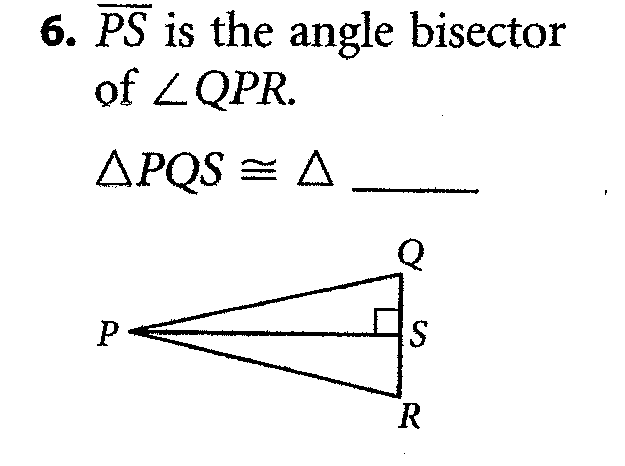 6. PS is the angle bisector
of ∠QPR.
△PQS ≅ △ ____
Q
P
S
R